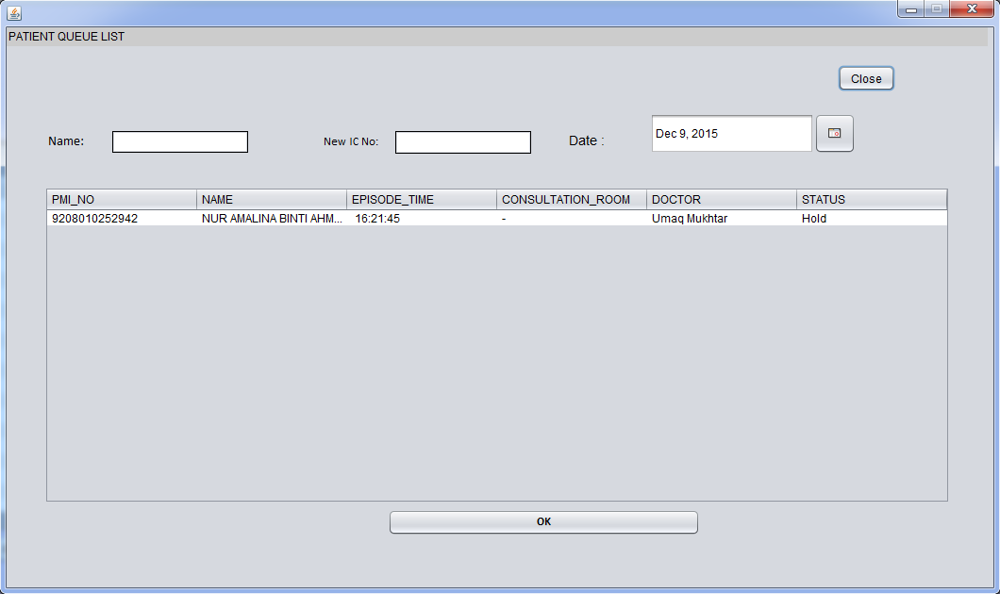 PATIENT QUEUE LIST
Close
Name: New IC No: Date : Dec 9, 2015
PMI_NO NAME EPISODE_TIME CONSULTATION_ROOM DOCTOR STATUS
9208010252942 NUR AMALINA BINTI AHM... 16:21:45 - Umaq Mukhtar Hold
OK